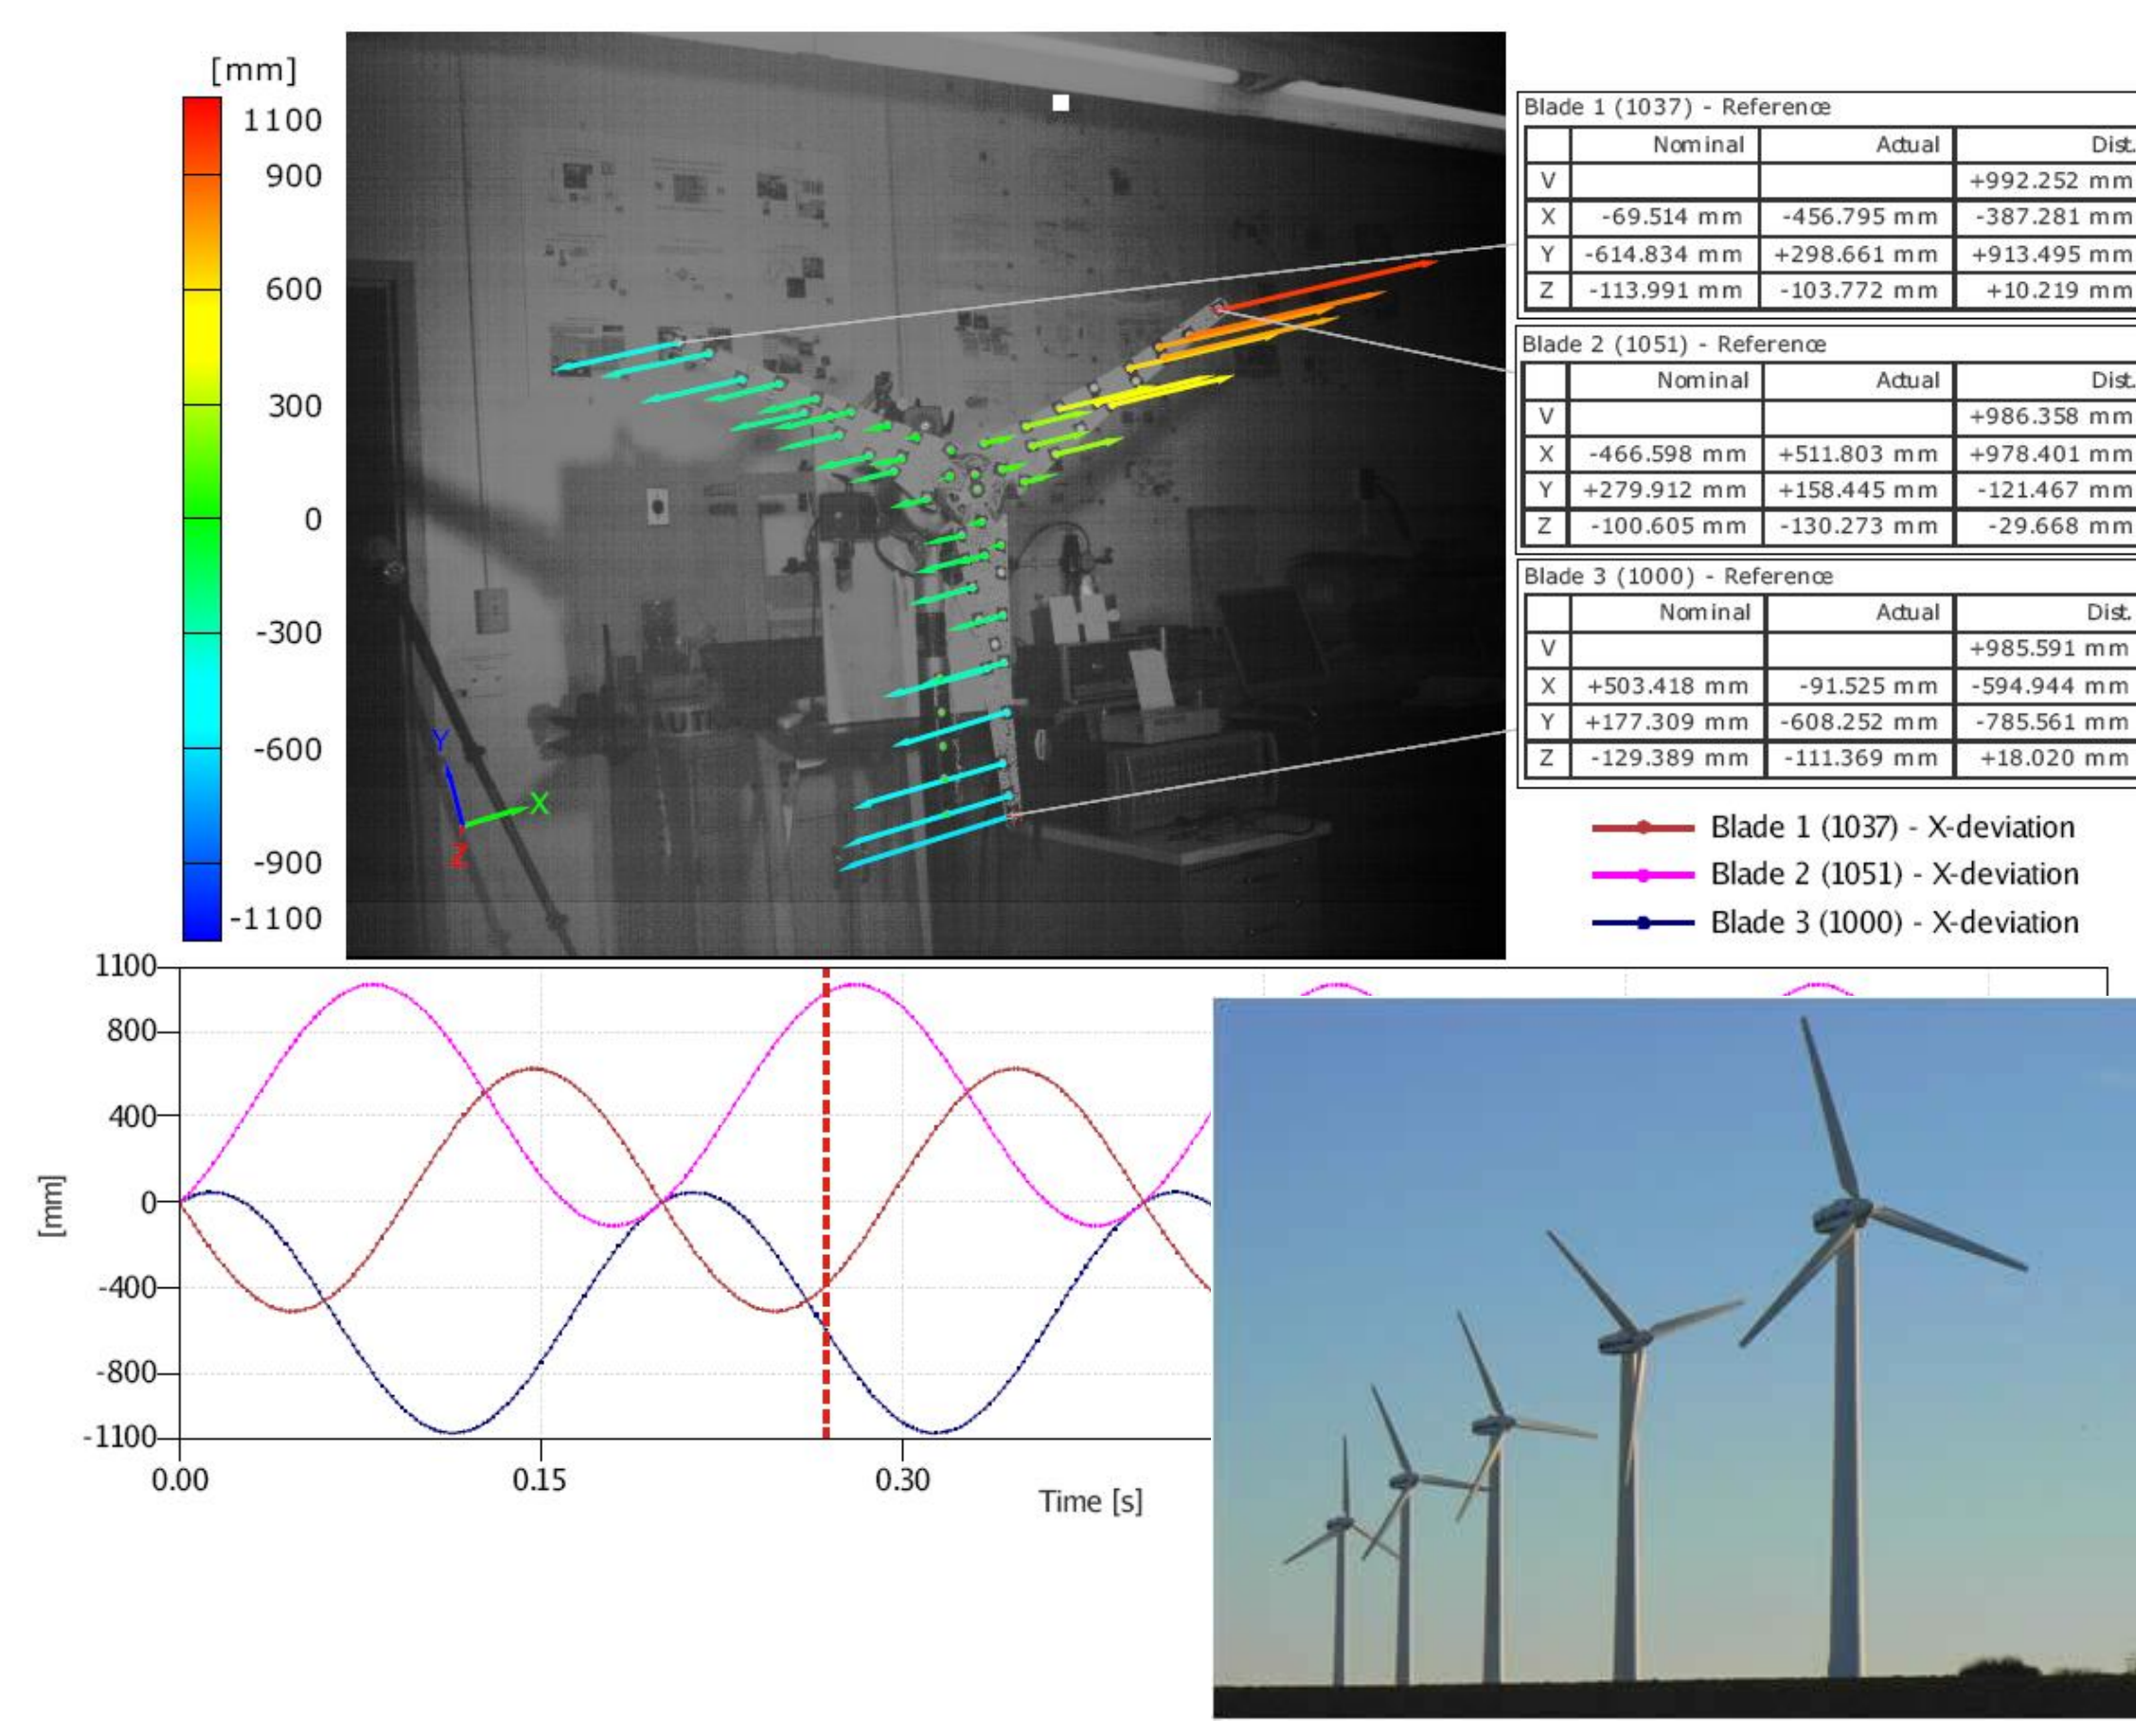 [mm]
1100
900
600
300
0
-300
-600
-900
-1100
Y
X
Z
Blade 1 (1037) - Reference
Nominal Actual Dist.
V +992.252 mm
X -69.514 mm -456.795 mm -387.281 mm
Y -614.834 mm +298.661 mm +913.495 mm
Z -113.991 mm -103.772 mm +10.219 mm
Blade 2 (1051) - Reference
Nominal Actual Dist.
V +986.358 mm
X -466.598 mm +511.803 mm +978.401 mm
Y +279.912 mm +158.445 mm -121.467 mm
Z -100.605 mm -130.273 mm -29.668 mm
Blade 3 (1000) - Reference
Nominal Actual Dist.
V +985.591 mm
X +503.418 mm -91.525 mm -594.944 mm
Y +177.309 mm -608.252 mm -785.561 mm
Z -129.389 mm -111.369 mm +18.020 mm
Blade 1 (1037) - X-deviation
Blade 2 (1051) - X-deviation
Blade 3 (1000) - X-deviation
1100
800
400
0
-400
-800
-1100
[mm]
0.00 0.15 0.30
Time [s]